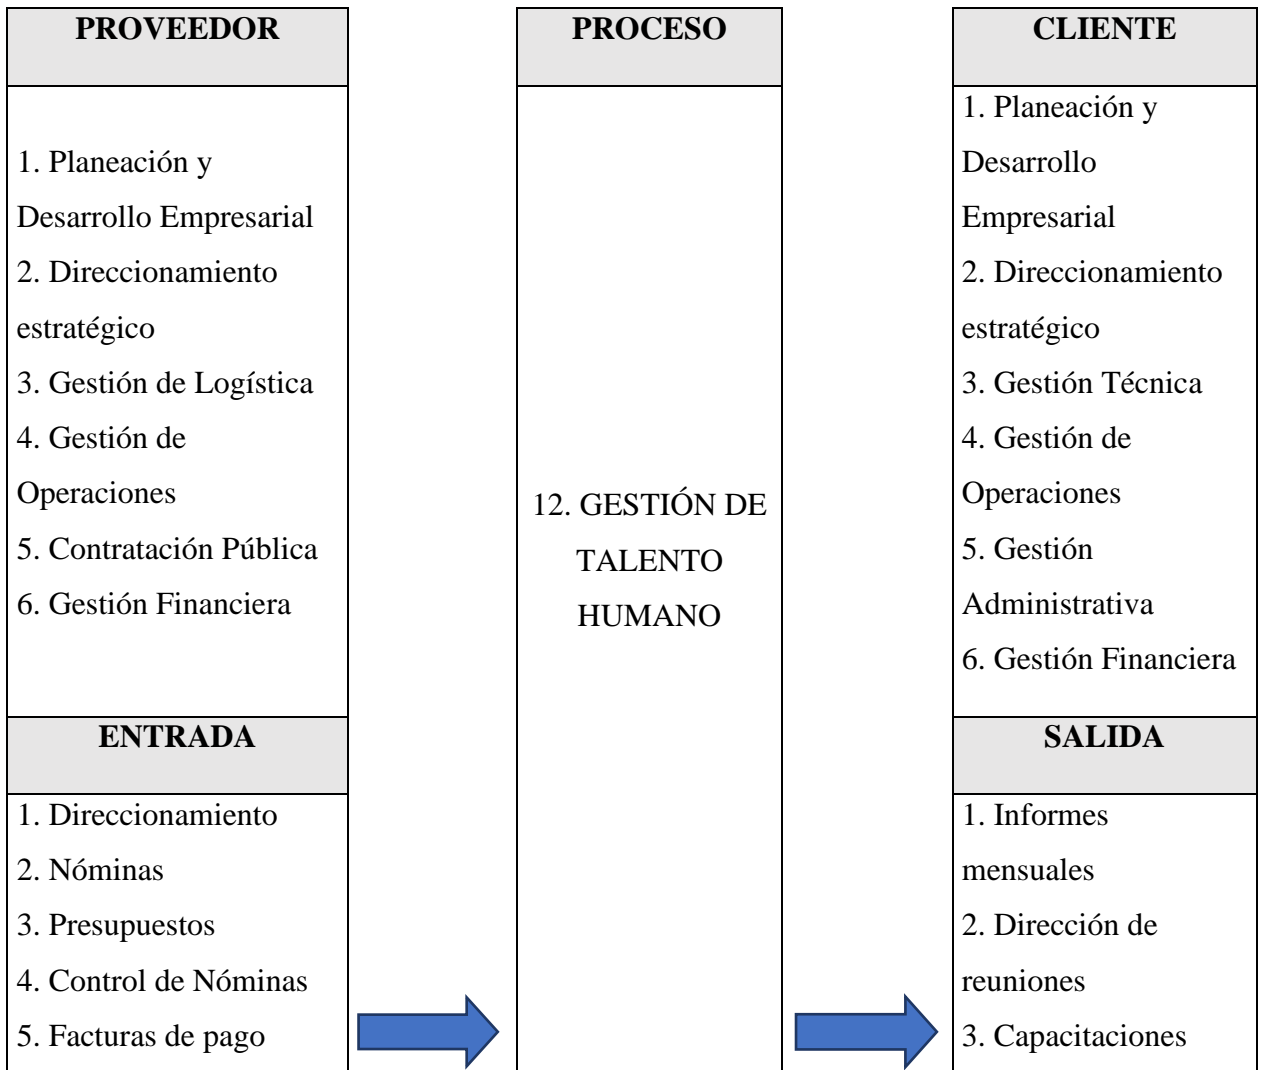 PROVEEDOR
1. Planeación y
Desarrollo Empresarial
2. Direccionamiento
estratégico
3. Gestión de Logística
4. Gestión de
Operaciones
5. Contratación Pública
6. Gestión Financiera
ENTRADA
1. Direccionamiento
2. Nóminas
3. Presupuestos
4. Control de Nóminas
5. Facturas de pago
PROCESO
12. GESTIÓN DE
TALENTO
HUMANO
CLIENTE
1. Planeación y
Desarrollo
Empresarial
2. Direccionamiento
estratégico
3. Gestión Técnica
4. Gestión de
Operaciones
5. Gestión
Administrativa
6. Gestión Financiera
SALIDA
1. Informes
mensuales
2. Dirección de
reuniones
3. Capacitaciones